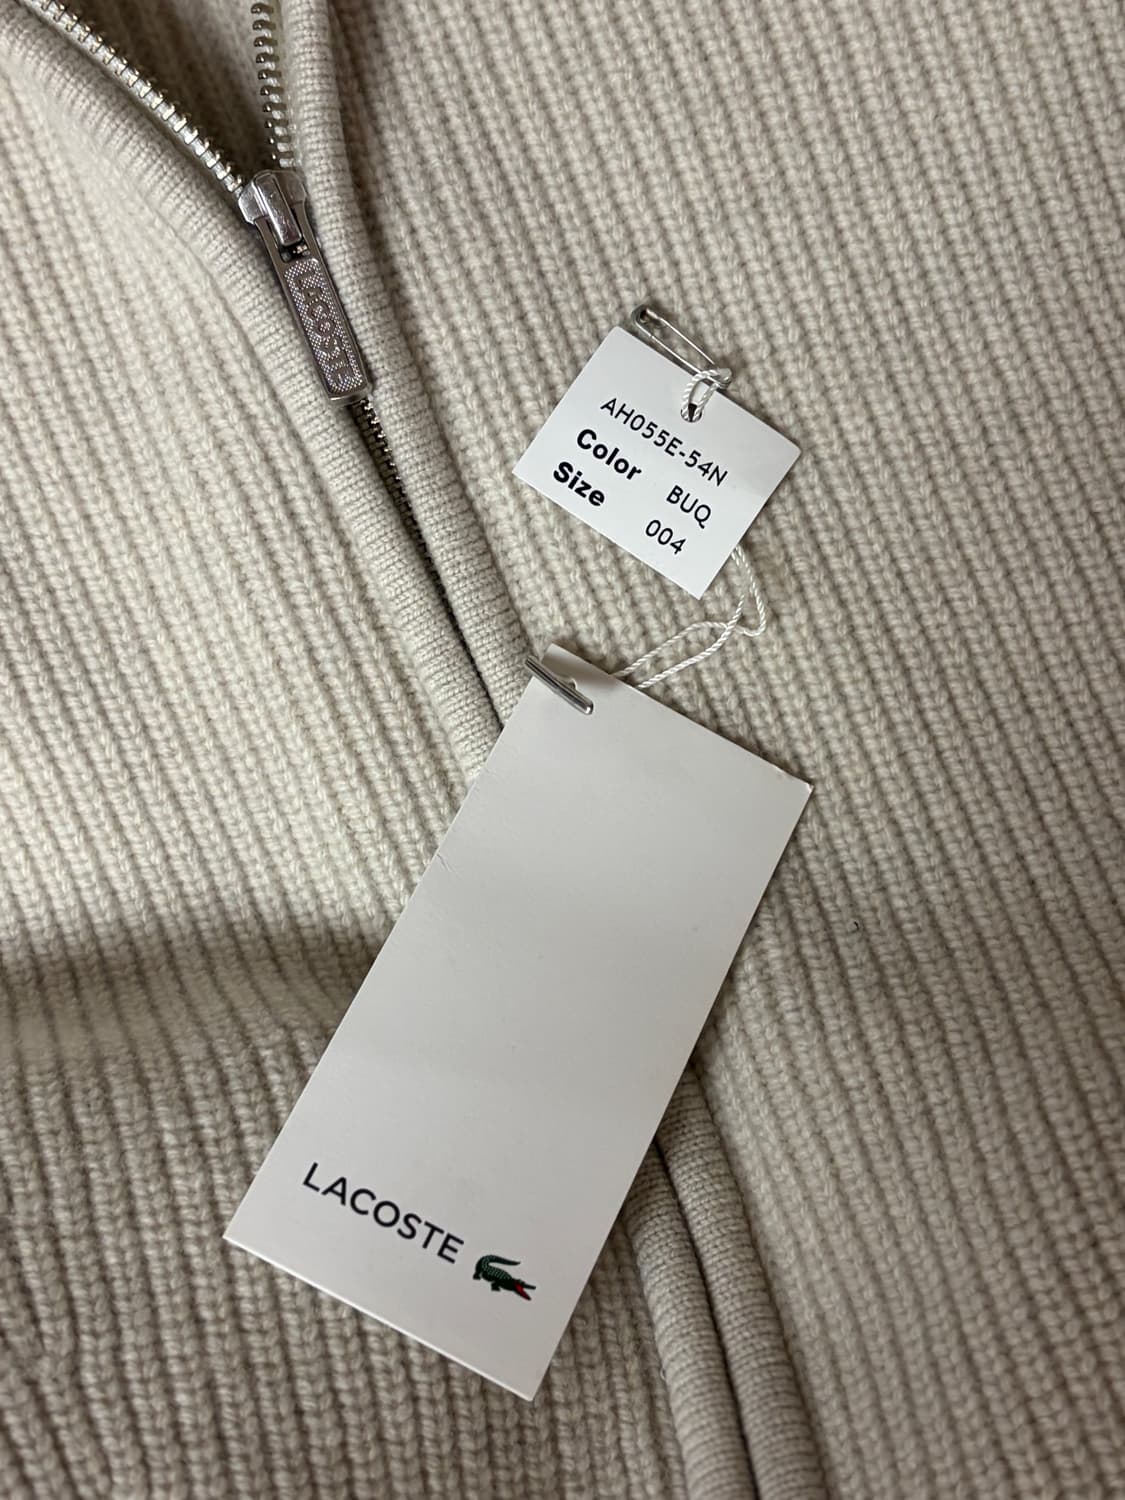 LACOSTE
AH055E-54N
Color BUQ
Size 004
LACOSTE